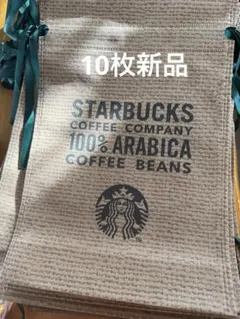 10枚新品
STARBUCKS
COFFEE COMPANY
100% ARABICA
COFFEE BEANS